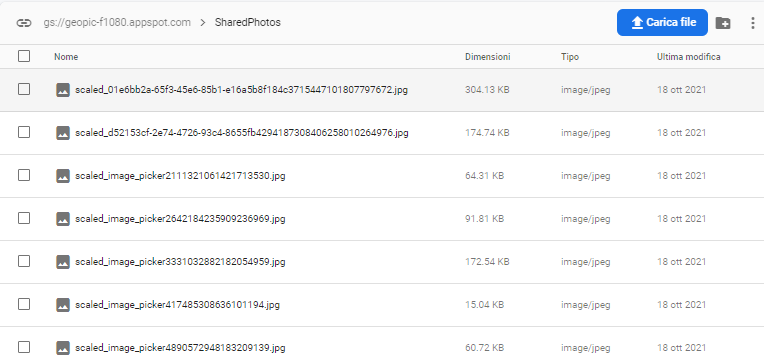 gs://geopic-f1080.appspot.com > SharedPhotos Carica file
Nome Dimensioni Tipo Ultima modifica
scaled_01e6bb2a-65f3-45e6-85b1-e16a5b8f184c3715447101807797672.jpg 304.13 KB image/jpeg 18 ott 2021
scaled_d52153cf-2e74-4726-93c4-8655fb4294187308406258010264976.jpg 174.74 KB image/jpeg 18 ott 2021
scaled_image_picker2111321061421713530.jpg 64.31 KB image/jpeg 18 ott 2021
scaled_image_picker2642184235909236969.jpg 91.81 KB image/jpeg 18 ott 2021
scaled_image_picker3331032882182054959.jpg 172.54 KB image/jpeg 18 ott 2021
scaled_image_picker417485308636101194.jpg 15.04 KB image/jpeg 18 ott 2021
scaled_image_picker4890572948183209139.jpg 60.72 KB image/jpeg 18 ott 2021